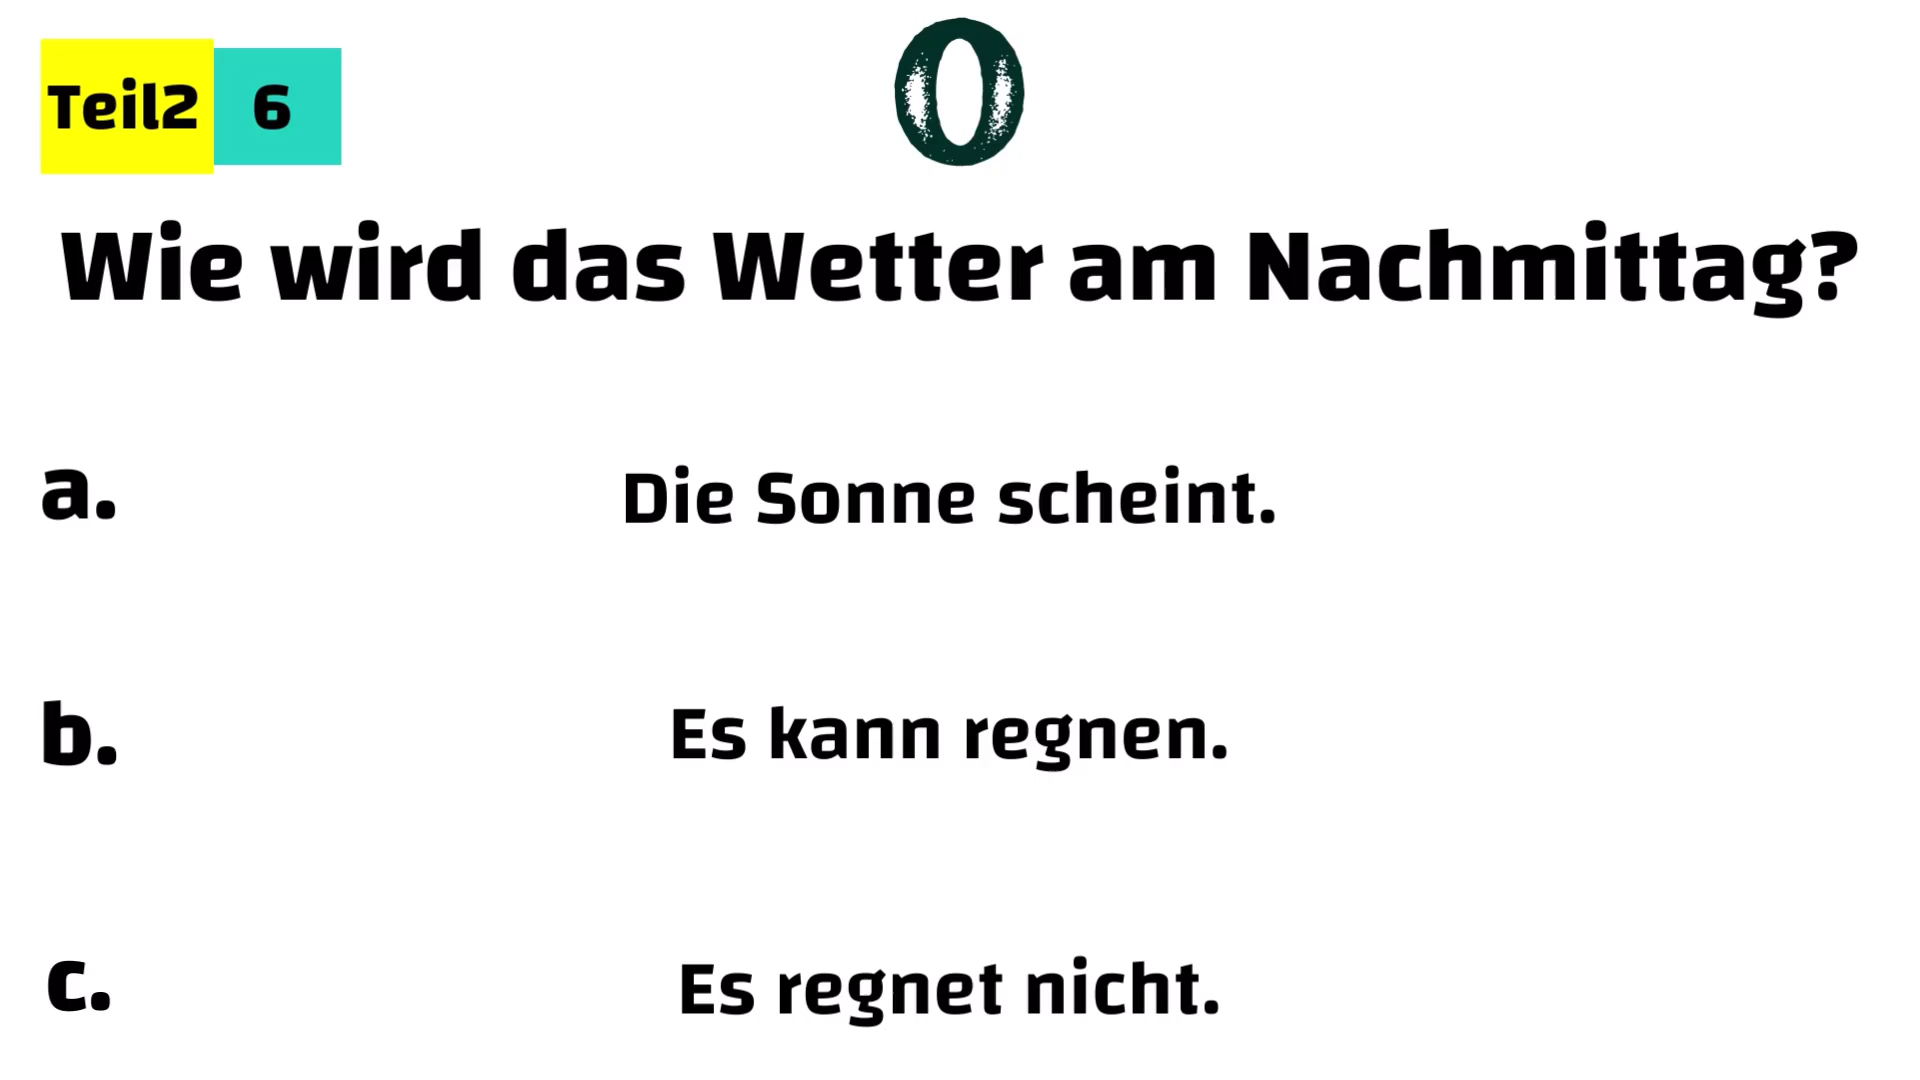 Teil2 6
0
Wie wird das Wetter am Nachmittag?
a. Die Sonne scheint.
b. Es kann regnen.
c. Es regnet nicht.